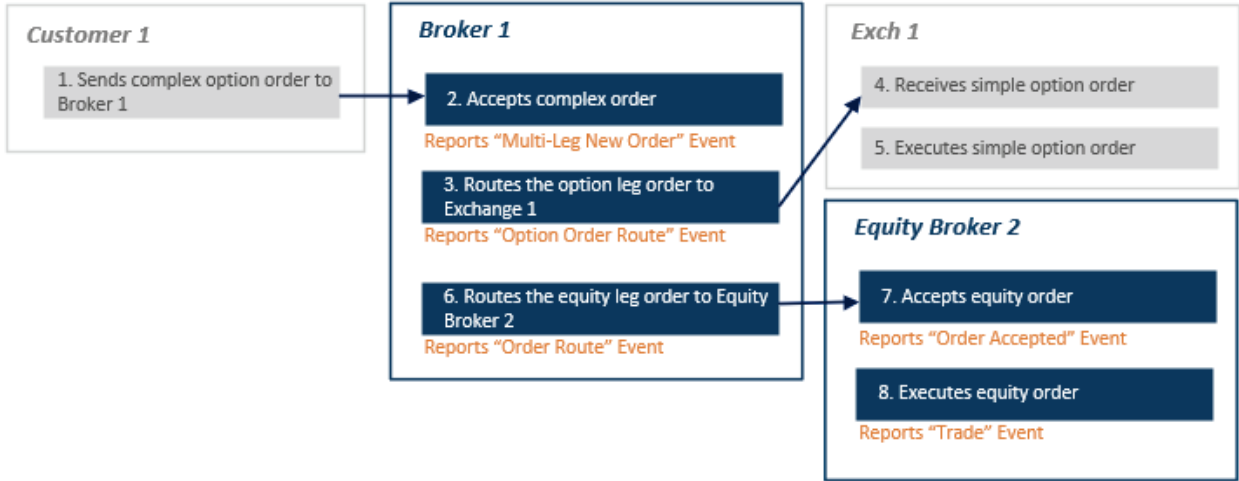 Customer 1
1. Sends complex option order to
Broker 1
Broker 1
2. Accepts complex order
Reports “Multi-Leg New Order” Event
3. Routes the option leg order to
Exchange 1
Reports “Option Order Route” Event
6. Routes the equity leg order to Equity
Broker 2
Reports “Order Route” Event
Exch 1
4. Receives simple option order
5. Executes simple option order
Equity Broker 2
7. Accepts equity order
Reports “Order Accepted” Event
8. Executes equity order
Reports “Trade” Event